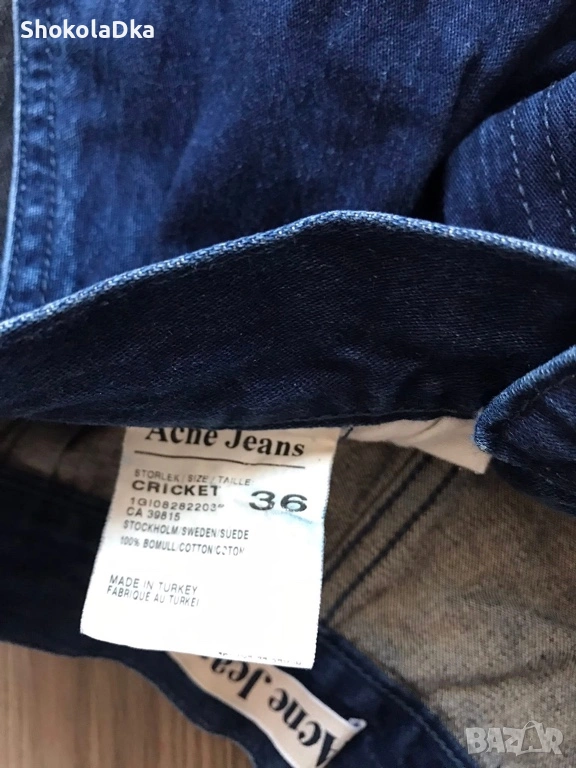 ShokolaDka
Acne Jeans
STORLEK/SIZE/TAILLE
CRICKET 36
CA 39815
STOCKHOLM/SWEDEN/SUEDE
100% BOMULL/COTTON/COTON
MADE IN TURKEY
FABRIQUE AU TURKEI
Acne Jeans
BAZAR